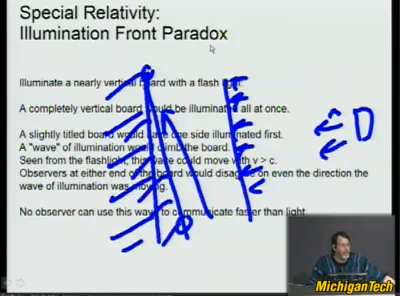 Special Relativity:
Illumination Front Paradox
Illuminate a nearly vertical board with a flash light.
A completely vertical board would be illuminated all at once.
A slightly titled board would have one side illuminated first.
A "wave" of illumination would climb the board.
Seen from the flashlight, this wave could move with v > c.
Observers at either end of the board would disagree on even the direction the
wave of illumination was moving.
No observer can use this wave to communicate faster than light.
D
MichiganTech